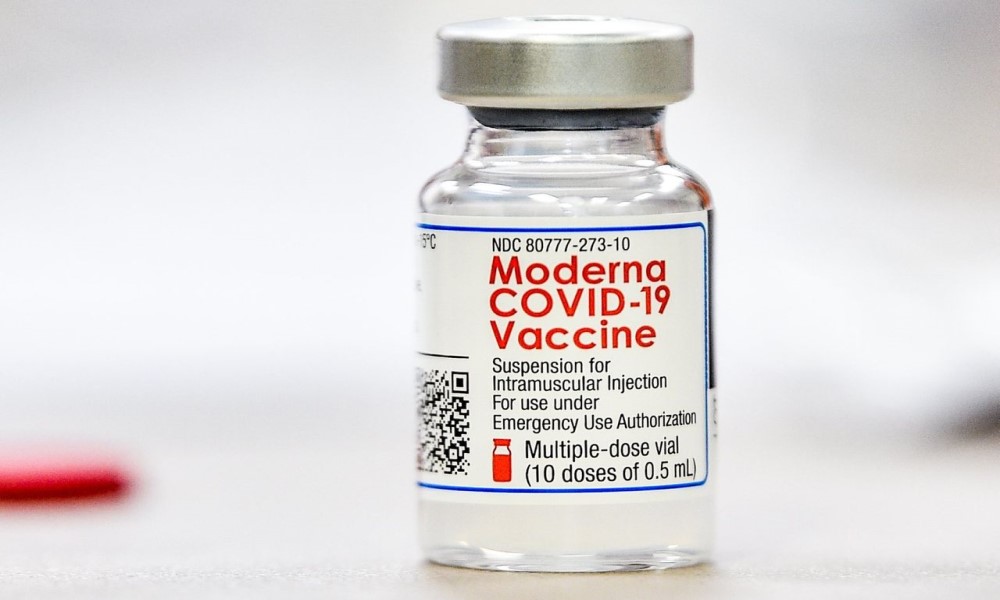 5°C
NDC 80777-273-10
Moderna
COVID-19
Vaccine
Suspension for
Intramuscular Injection
For use under
Emergency Use Authorization
Multiple-dose vial
(10 doses of 0.5 mL)